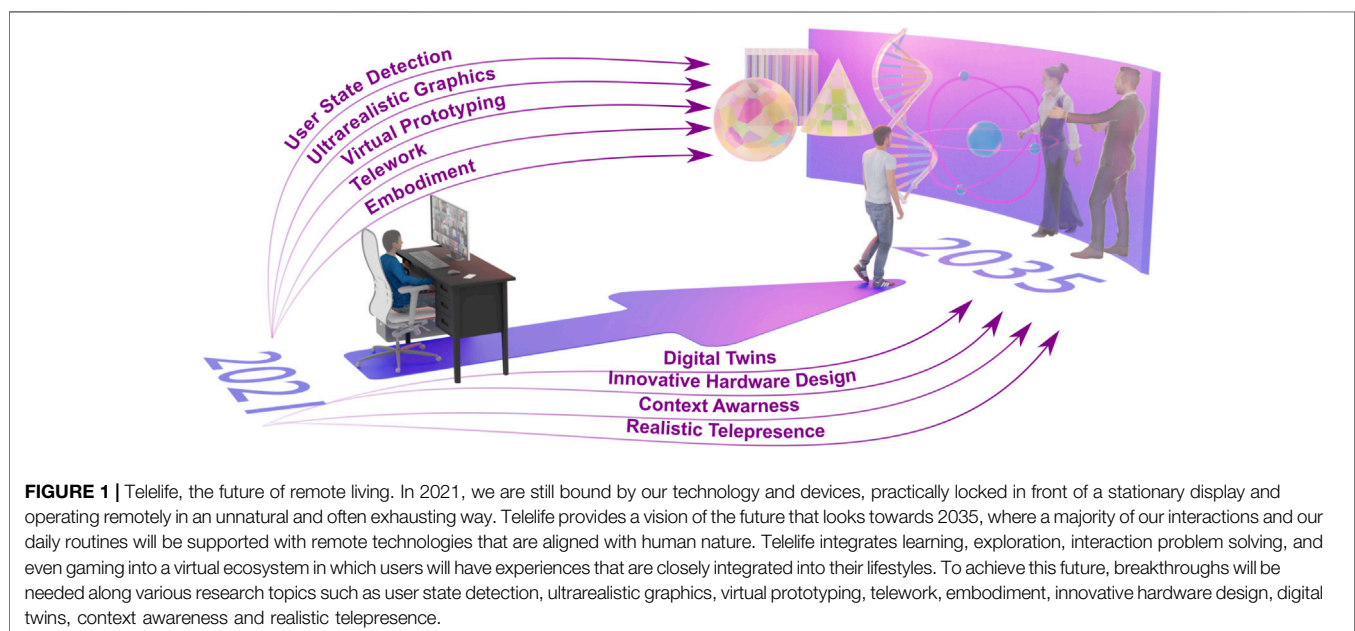 User State Detection
Ultrarealistic Graphics
Virtual Prototyping
Telework
Embodiment
2021
2035
Digital Twins
Innovative Hardware Design
Context Awarness
Realistic Telepresence
FIGURE 1 | Telelife, the future of remote living. In 2021, we are still bound by our technology and devices, practically locked in front of a stationary display and
operating remotely in an unnatural and often exhausting way. Telelife provides a vision of the future that looks towards 2035, where a majority of our interactions and our
daily routines will be supported with remote technologies that are aligned with human nature. Telelife integrates learning, exploration, interaction problem solving, and
even gaming into a virtual ecosystem in which users will have experiences that are closely integrated into their lifestyles. To achieve this future, breakthroughs will be
needed along various research topics such as user state detection, ultrarealistic graphics, virtual prototyping, telework, embodiment, innovative hardware design, digital
twins, context awareness and realistic telepresence.